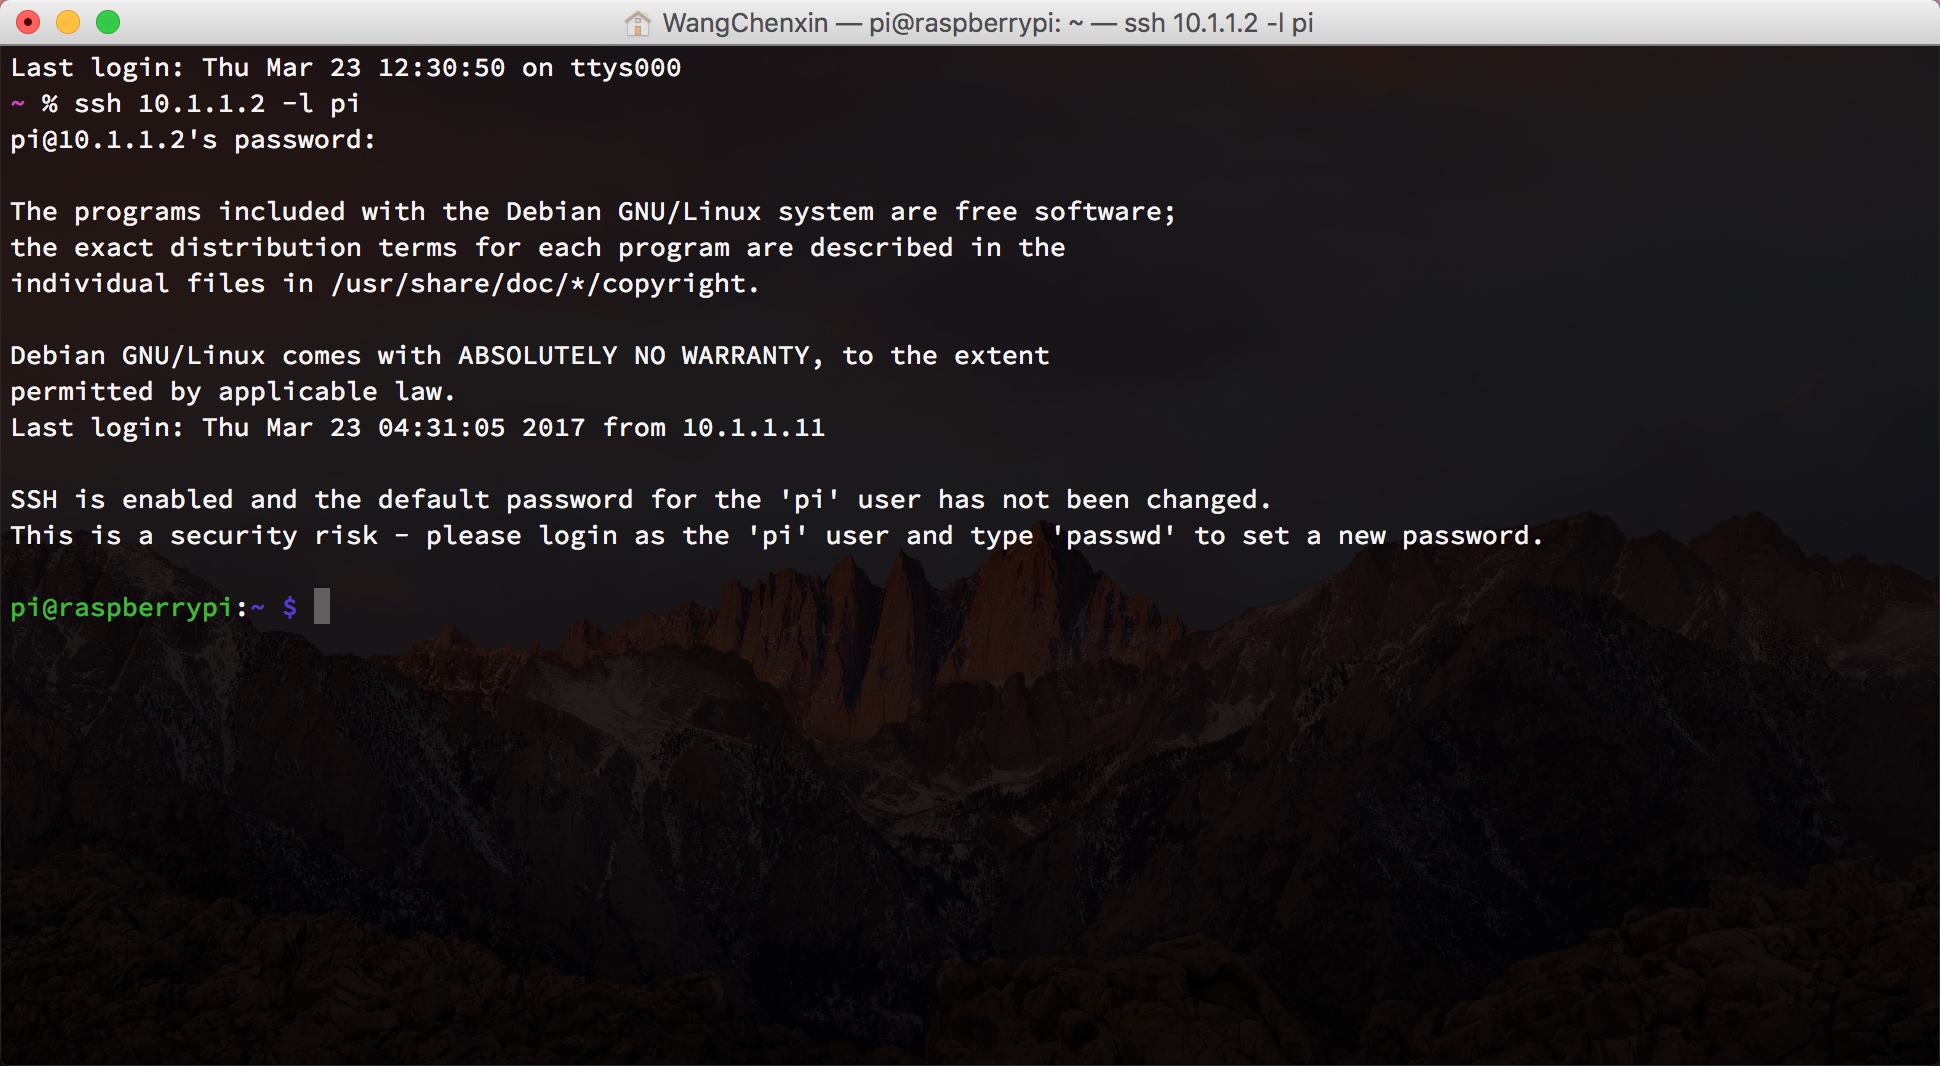 WangChenxin — pi@raspberrypi: ~ — ssh 10.1.1.2 -l pi
Last login: Thu Mar 23 12:30:50 on ttys000
~ % ssh 10.1.1.2 -l pi
pi@10.1.1.2's password:
The programs included with the Debian GNU/Linux system are free software;
the exact distribution terms for each program are described in the
individual files in /usr/share/doc/*/copyright.
Debian GNU/Linux comes with ABSOLUTELY NO WARRANTY, to the extent
permitted by applicable law.
Last login: Thu Mar 23 04:31:05 2017 from 10.1.1.11
SSH is enabled and the default password for the 'pi' user has not been changed.
This is a security risk - please login as the 'pi' user and type 'passwd' to set a new password.
pi@raspberrypi:~ $